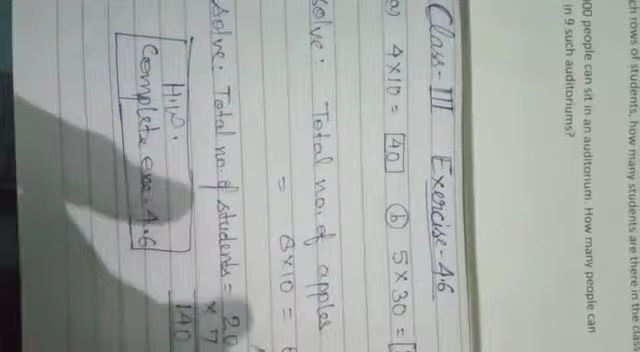 ch rows of students, how many students are there in the class
000 people can sit in an auditorium. How many people can
in 9 such auditoriums?
Class-III Exercise-4.6
a) 4×10= 40 (b) 5×30=
solve: Total no. of apples
= 8×10 =
solve: Total no. of students = 20
× 7
140
H.W.
Complete exe. 4.6